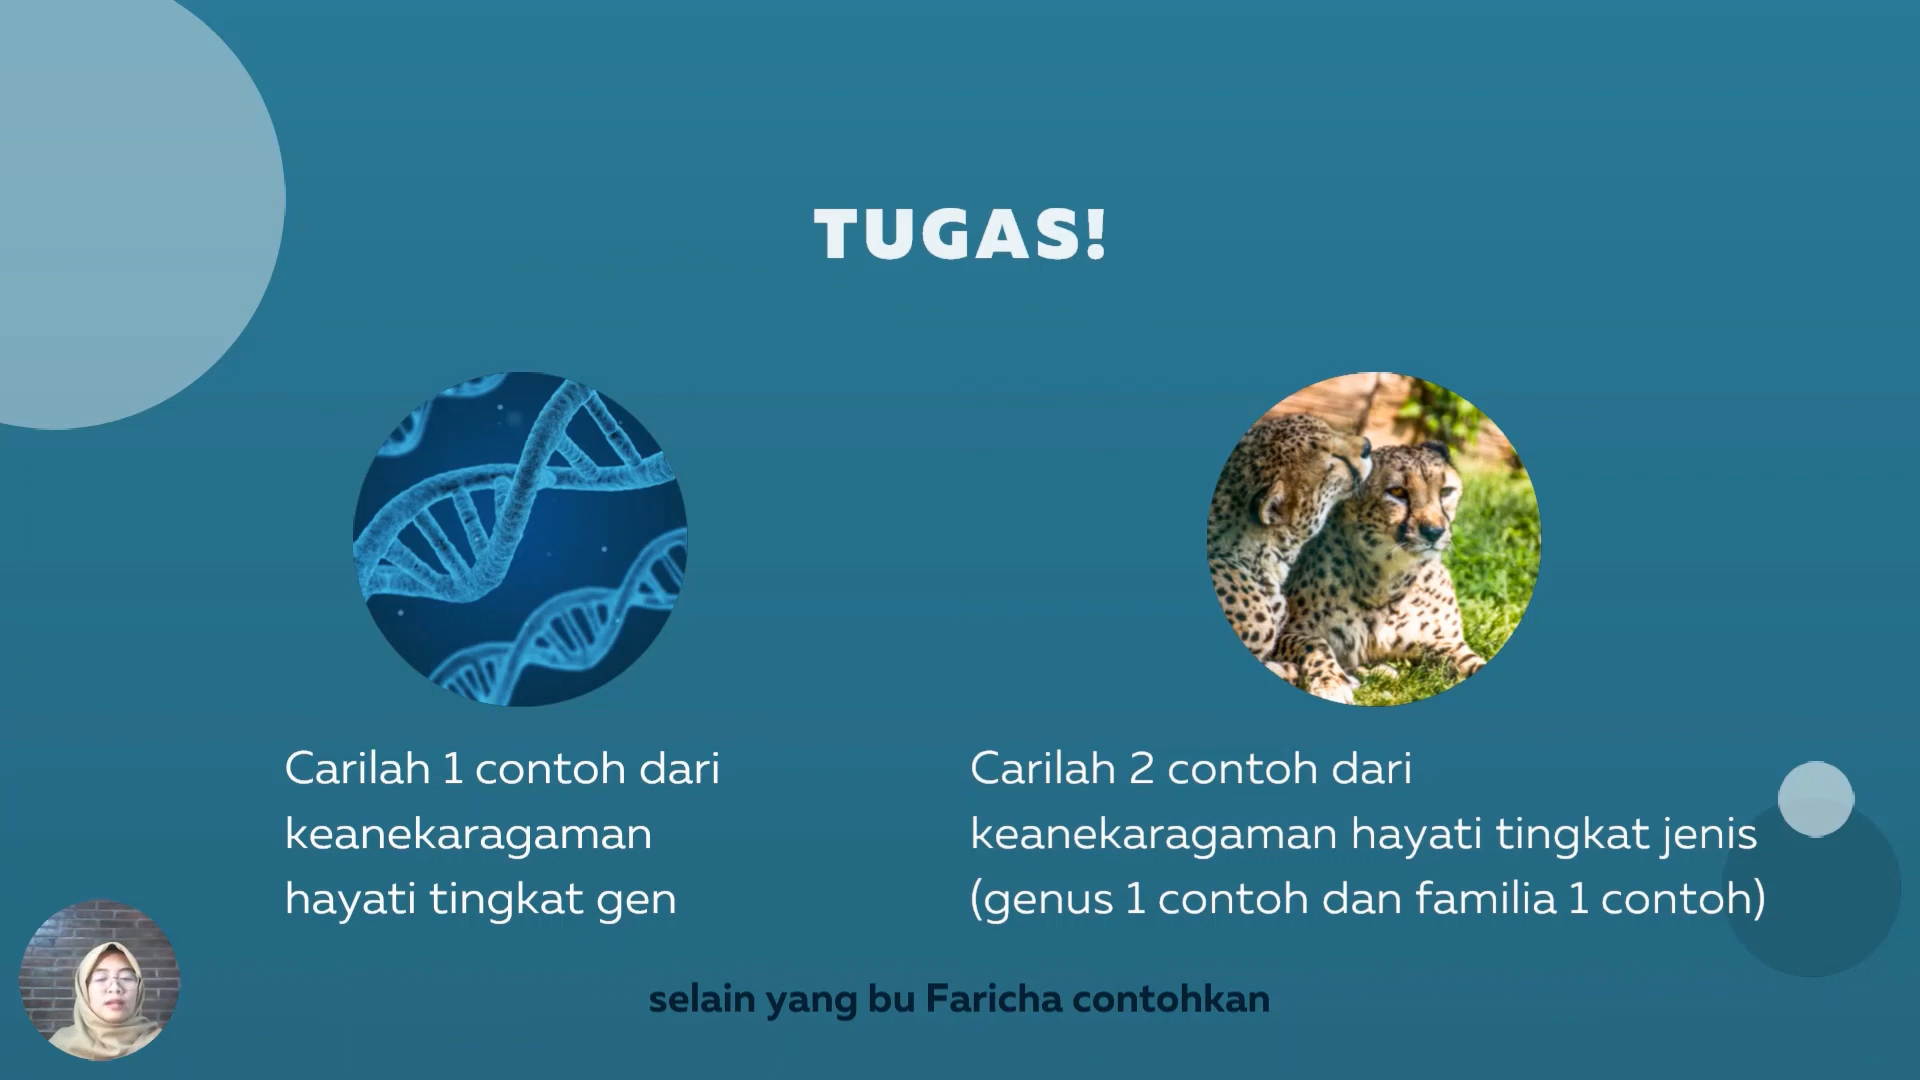 TUGAS!
Carilah 1 contoh dari
keanekaragaman
hayati tingkat gen
Carilah 2 contoh dari
keanekaragaman hayati tingkat jenis
(genus 1 contoh dan familia 1 contoh)
selain yang bu Faricha contohkan